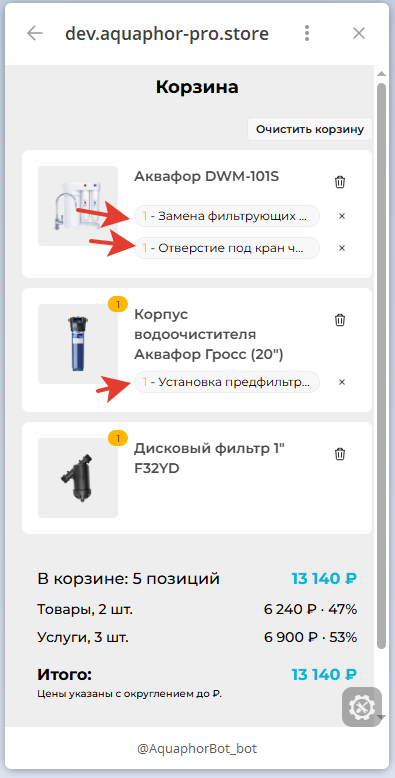 dev.aquaphor-pro.store
Корзина
Очистить корзину
Аквафор DWM-101S
1 - Замена фильтрующих ...
1 - Отверстие под кран ч...
1
Корпус
водоочистителя
Аквафор Гросс (20")
1 - Установка предфильтр...
1
Дисковый фильтр 1"
F32YD
В корзине: 5 позиций 13 140 ₽
Товары, 2 шт. 6 240 ₽ · 47%
Услуги, 3 шт. 6 900 ₽ · 53%
Итого: 13 140 ₽
Цены указаны с округлением до ₽.
@AquaphorBot_bot